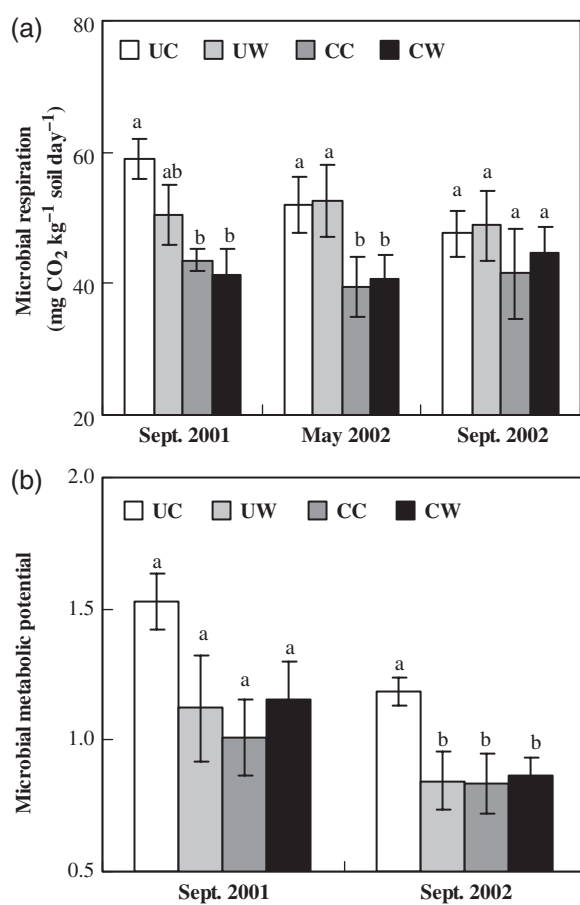 (a)
80
UC UW CC CW
a
ab
b b
a a
b b
a a a a
60
40
20
Microbial respiration
(mg CO₂ kg⁻¹ soil day⁻¹)
Sept. 2001 May 2002 Sept. 2002
(b)
2.0
UC UW CC CW
a
a a a
a
b b b
1.5
1.0
0.5
Microbial metabolic potential
Sept. 2001 Sept. 2002